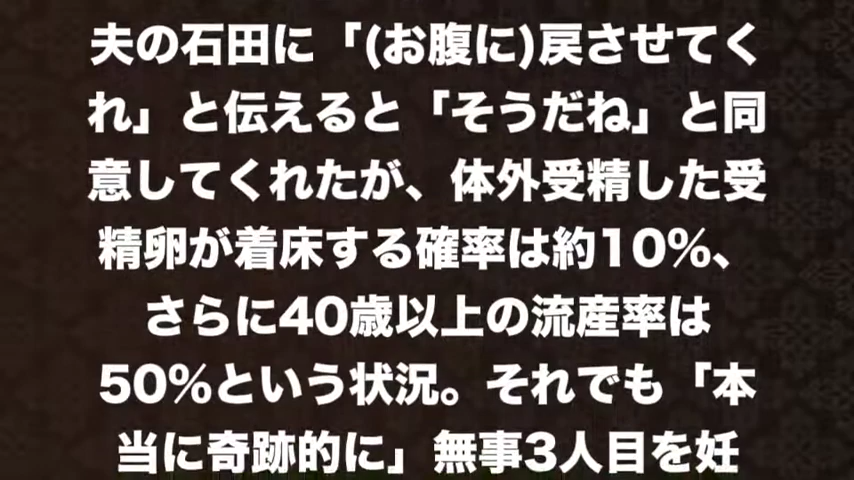 夫の石田に「(お腹に)戻させてく
れ」と伝えると「そうだね」と同
意してくれたが、体外受精した受
精卵が着床する確率は約10%、
さらに40歳以上の流産率は
50%という状況。それでも「本
当に奇跡的に」無事3人目を妊